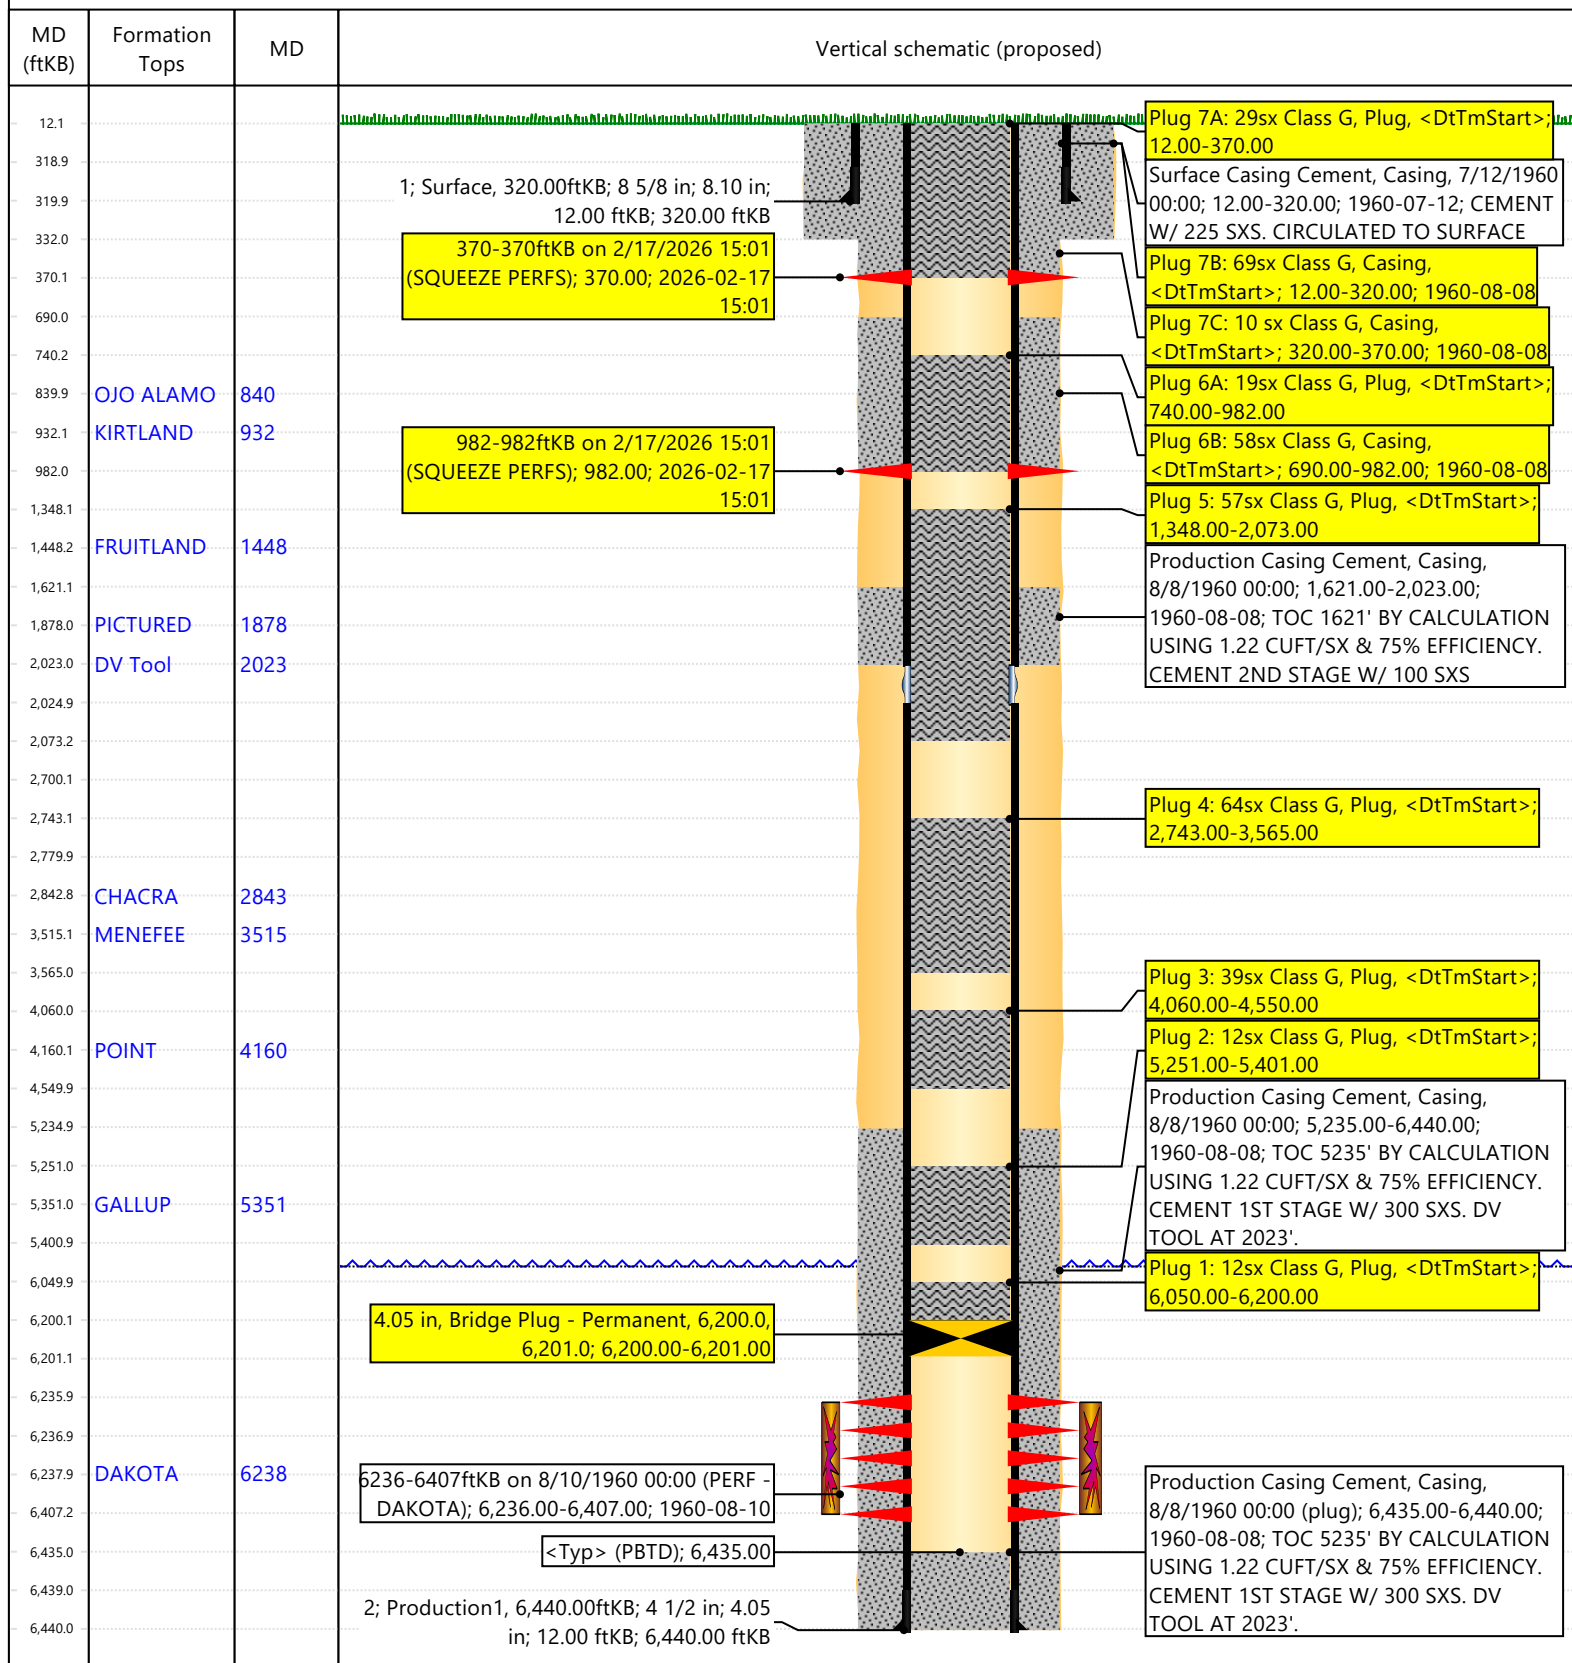 MD
(ftKB)
Formation
Tops
MD
Vertical schematic (proposed)
12.1
318.9
319.9
332.0
370.1
690.0
740.2
839.9
932.1
982.0
1,348.1
1,448.2
1,621.1
1,878.0
2,023.0
2,024.9
2,073.2
2,700.1
2,743.1
2,779.9
2,842.8
3,515.1
3,565.0
4,060.0
4,160.1
4,549.9
5,234.9
5,251.0
5,351.0
5,400.9
6,049.9
6,200.1
6,201.1
6,235.9
6,236.9
6,237.9
6,407.2
6,435.0
6,439.0
6,440.0
OJO ALAMO 840
KIRTLAND 932
FRUITLAND 1448
PICTURED 1878
DV Tool 2023
CHACRA 2843
MENEFEE 3515
POINT 4160
GALLUP 5351
DAKOTA 6238
1; Surface, 320.00ftKB; 8 5/8 in; 8.10 in;
12.00 ftKB; 320.00 ftKB
370-370ftKB on 2/17/2026 15:01
(SQUEEZE PERFS); 370.00; 2026-02-17
15:01
982-982ftKB on 2/17/2026 15:01
(SQUEEZE PERFS); 982.00; 2026-02-17
15:01
4.05 in, Bridge Plug - Permanent, 6,200.0,
6,201.0; 6,200.00-6,201.00
6236-6407ftKB on 8/10/1960 00:00 (PERF -
DAKOTA); 6,236.00-6,407.00; 1960-08-10
<Typ> (PBTD); 6,435.00
2; Production1, 6,440.00ftKB; 4 1/2 in; 4.05
in; 12.00 ftKB; 6,440.00 ftKB
Plug 7A: 29sx Class G, Plug, <DtTmStart>;
12.00-370.00
Surface Casing Cement, Casing, 7/12/1960
00:00; 12.00-320.00; 1960-07-12; CEMENT
W/ 225 SXS. CIRCULATED TO SURFACE
Plug 7B: 69sx Class G, Casing,
<DtTmStart>; 12.00-320.00; 1960-08-08
Plug 7C: 10 sx Class G, Casing,
<DtTmStart>; 320.00-370.00; 1960-08-08
Plug 6A: 19sx Class G, Plug, <DtTmStart>;
740.00-982.00
Plug 6B: 58sx Class G, Casing,
<DtTmStart>; 690.00-982.00; 1960-08-08
Plug 5: 57sx Class G, Plug, <DtTmStart>;
1,348.00-2,073.00
Production Casing Cement, Casing,
8/8/1960 00:00; 1,621.00-2,023.00;
1960-08-08; TOC 1621' BY CALCULATION
USING 1.22 CUFT/SX & 75% EFFICIENCY.
CEMENT 2ND STAGE W/ 100 SXS
Plug 4: 64sx Class G, Plug, <DtTmStart>;
2,743.00-3,565.00
Plug 3: 39sx Class G, Plug, <DtTmStart>;
4,060.00-4,550.00
Plug 2: 12sx Class G, Plug, <DtTmStart>;
5,251.00-5,401.00
Production Casing Cement, Casing,
8/8/1960 00:00; 5,235.00-6,440.00;
1960-08-08; TOC 5235' BY CALCULATION
USING 1.22 CUFT/SX & 75% EFFICIENCY.
CEMENT 1ST STAGE W/ 300 SXS. DV
TOOL AT 2023'.
Plug 1: 12sx Class G, Plug, <DtTmStart>;
6,050.00-6,200.00
Production Casing Cement, Casing,
8/8/1960 00:00 (plug); 6,435.00-6,440.00;
1960-08-08; TOC 5235' BY CALCULATION
USING 1.22 CUFT/SX & 75% EFFICIENCY.
CEMENT 1ST STAGE W/ 300 SXS. DV
TOOL AT 2023'.